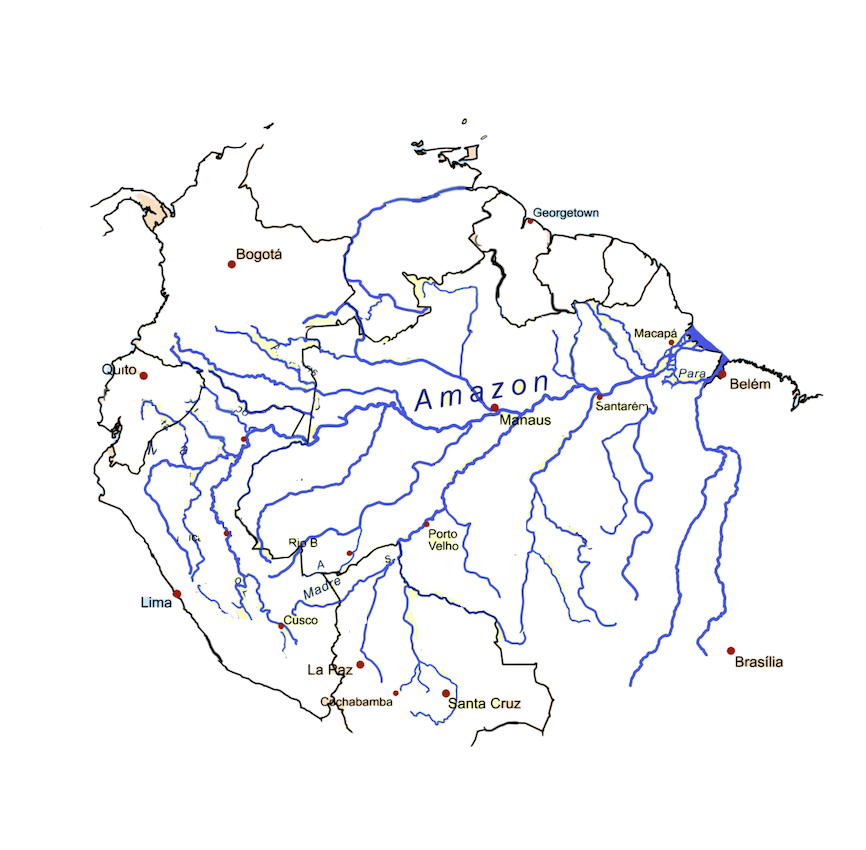 Georgetown
Bogotá
Macapá
Quito
Para
Belém
Amazon
Santarém
Manaus
Porto
Velho
Rio B
A
s
Madre
Lima
Cusco
La Paz
Brasília
Cochabamba
Santa Cruz